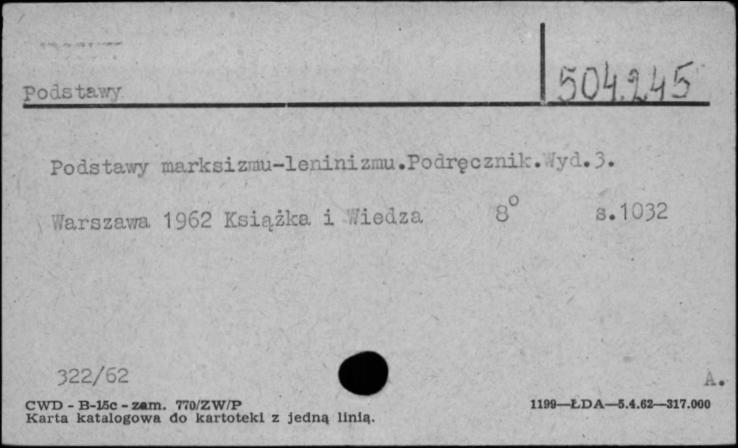 Podstawy
504.245
Podstawy marksizmu-leninizmu.Podręcznik.Wyd.3.
Warszawa 1962 Książka i Wiedza 8° s.1032
322/62
A.
CWD - B-15c - zam. 770/ZW/P
1199—ŁDA—5.4.62—317.000
Karta katalogowa do kartoteki z jedną linią.